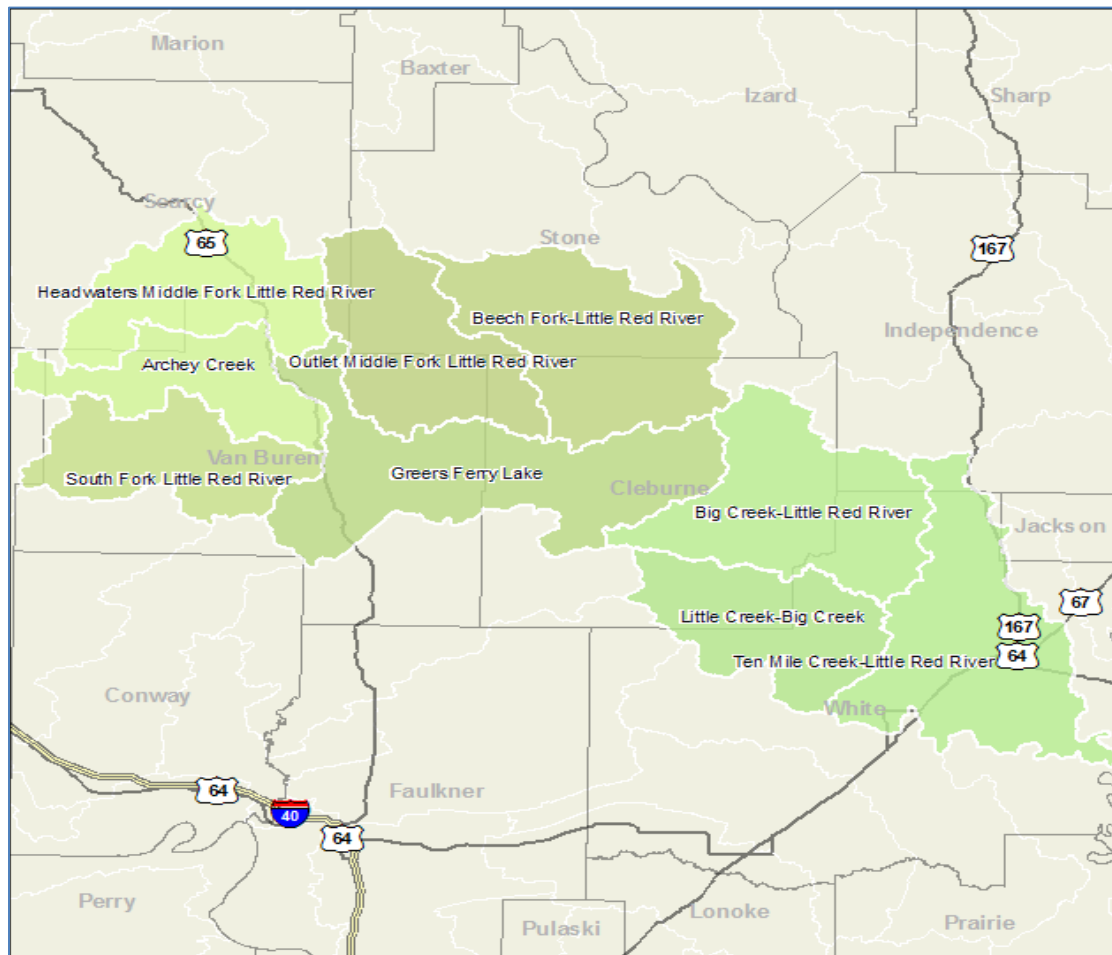 Marion
Baxter
Izard
Sharp
Searcy
Stone
65
167
Headwaters Middle Fork Little Red River
Beech Fork-Little Red River
Independence
Archey Creek
Outlet Middle Fork Little Red River
Van Buren
South Fork Little Red River
Greers Ferry Lake
Cleburne
Big Creek-Little Red River
Jackson
67
Little Creek-Big Creek
167
Ten Mile Creek-Little Red River
64
Conway
White
64
Faulkner
40
64
Perry
Pulaski
Lonoke
Prairie